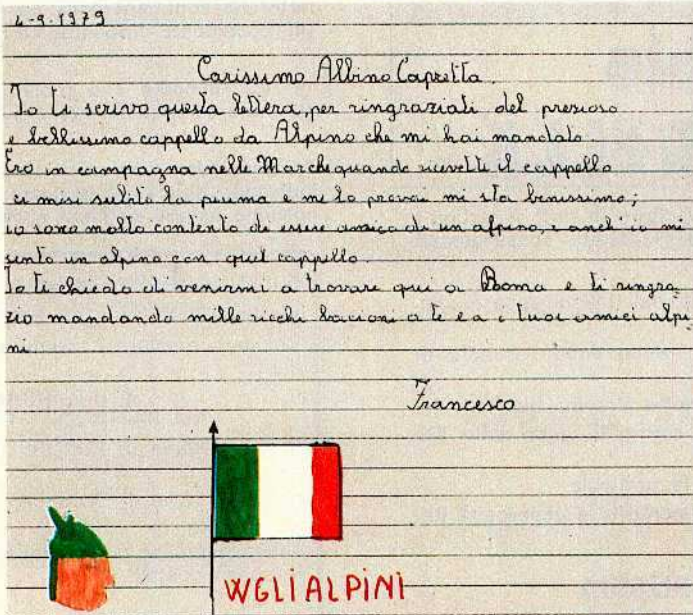 4-9-1979
Carissimo Albino Capretta.
Io ti scrivo questa lettera, per ringraziati del prezioso
e bellissimo cappello da Alpino che mi hai mandato.
Ero in campagna nelle Marche quando ricevetti il cappello
ci misi subito la piuma e me lo provai mi sta benissimo;
io sono molto contento di essere amico di un alpino, e anch'io mi
sento un alpino con quel cappello.
Io ti chiedo di venirmi a trovare qui a Roma e ti ringra-
zio mandando mille ricchi bacioni a te e a i tuoi amici alpi-
ni.
Francesco
W GLI ALPINI